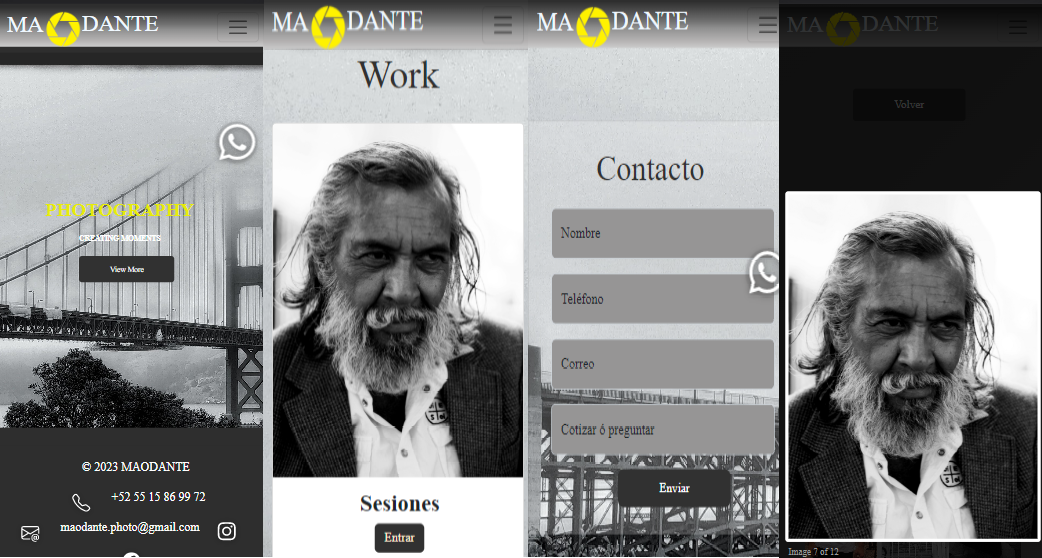 MA DANTE
PHOTOGRAPHY
CREATING MOMENTS
View More
© 2023 MAODANTE
+52 55 15 86 99 72
maodante.photo@gmail.com
MA DANTE
Work
Sesiones
Entrar
MA DANTE
Contacto
Nombre
Teléfono
Correo
Cotizar ó preguntar
Enviar
MA DANTE
Volver
Image 7 of 12